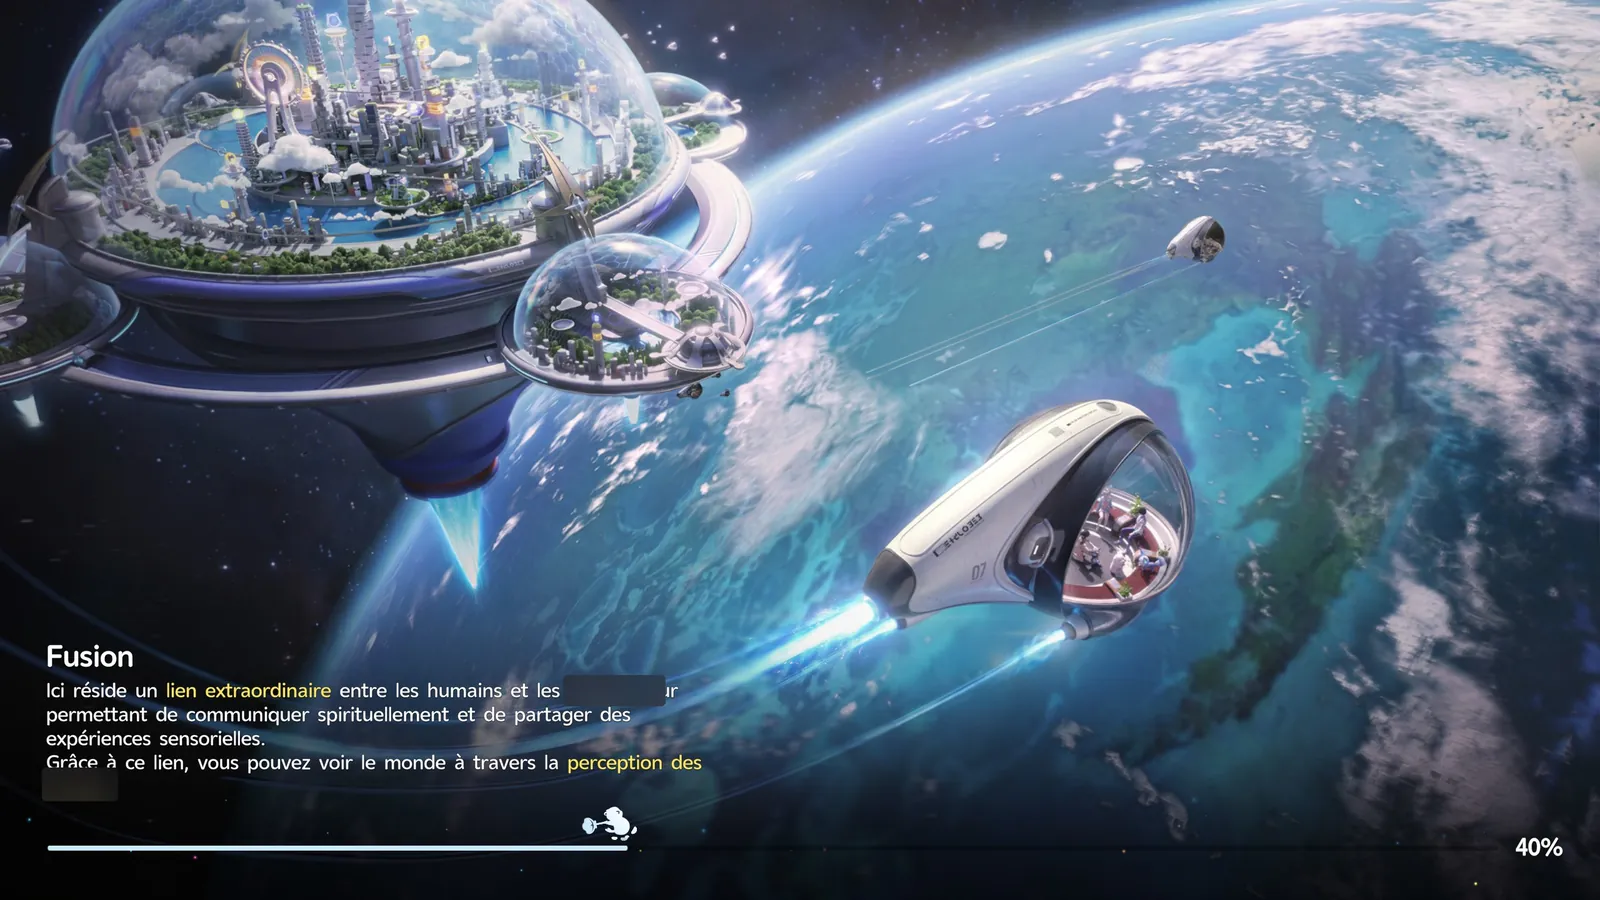 Fusion
Ici réside un lien extraordinaire entre les humains et les
permettant de communiquer spirituellement et de partager des
expériences sensorielles.
Grâce à ce lien, vous pouvez voir le monde à travers la perception des
07
40%